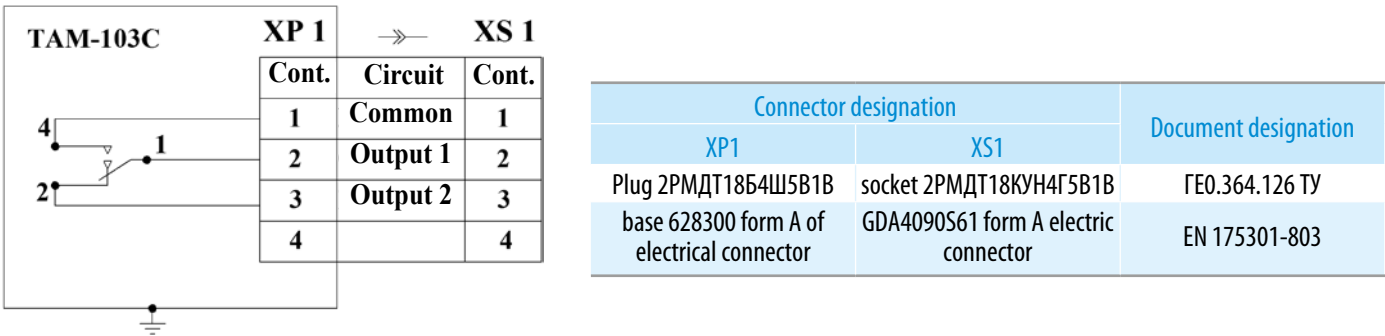 TAM-103C
XP 1
XS 1
Cont. Circuit Cont.
1 Common 1
2 Output 1 2
3 Output 2 3
4 4
4
1
2
Connector designation
Document designation
XP1 XS1
Plug 2РМДТ18Б4Ш5В1В socket 2РМДТ18КУН4Г5В1В ГЕ0.364.126 ТУ
base 628300 form A of
electrical connector
GDA4090S61 form A electric
connector
EN 175301-803